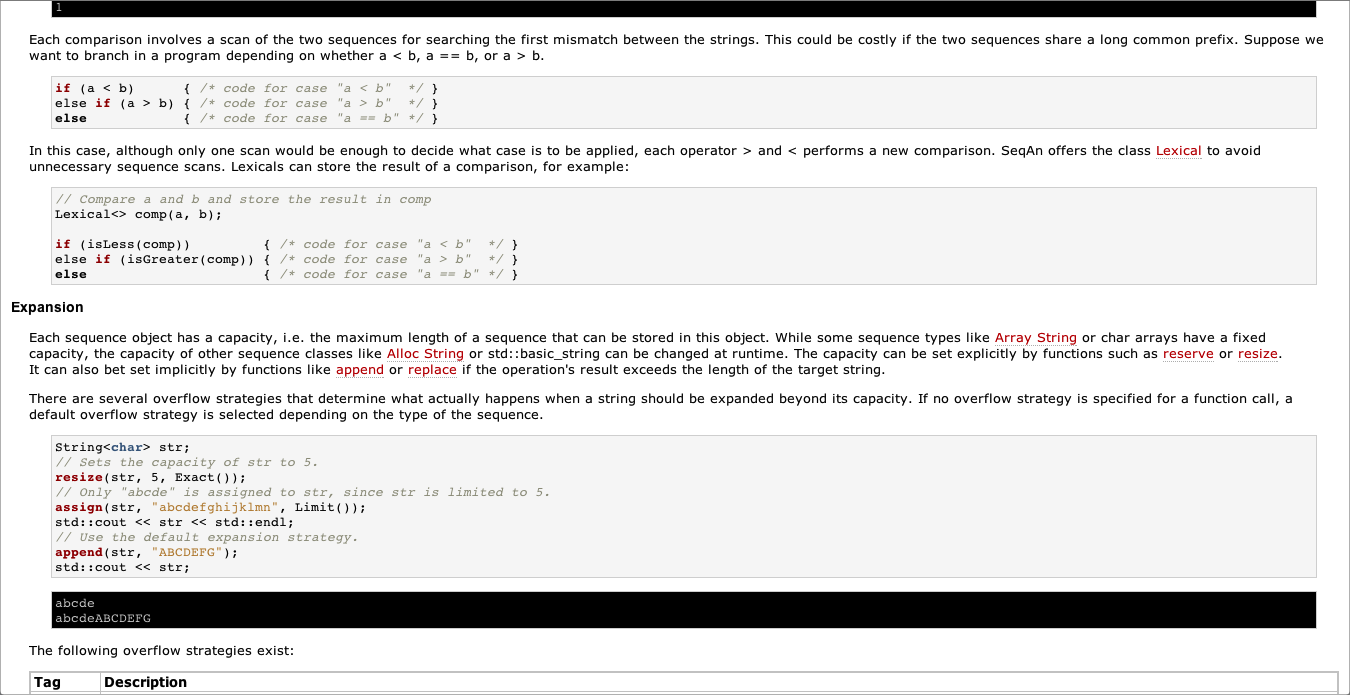 1
Each comparison involves a scan of the two sequences for searching the first mismatch between the strings. This could be costly if the two sequences share a long common prefix. Suppose we
want to branch in a program depending on whether a < b, a == b, or a > b.
if (a < b)      { /* code for case "a < b"  */ }
else if (a > b) { /* code for case "a > b"  */ }
else            { /* code for case "a == b" */ }
In this case, although only one scan would be enough to decide what case is to be applied, each operator > and < performs a new comparison. SeqAn offers the class Lexical to avoid
unnecessary sequence scans. Lexicals can store the result of a comparison, for example:
// Compare a and b and store the result in comp
Lexical<> comp(a, b);
if (isLess(comp))         { /* code for case "a < b"  */ }
else if (isGreater(comp)) { /* code for case "a > b"  */ }
else                      { /* code for case "a == b" */ }
Expansion
Each sequence object has a capacity, i.e. the maximum length of a sequence that can be stored in this object. While some sequence types like Array String or char arrays have a fixed
capacity, the capacity of other sequence classes like Alloc String or std::basic_string can be changed at runtime. The capacity can be set explicitly by functions such as reserve or resize.
It can also bet set implicitly by functions like append or replace if the operation's result exceeds the length of the target string.
There are several overflow strategies that determine what actually happens when a string should be expanded beyond its capacity. If no overflow strategy is specified for a function call, a
default overflow strategy is selected depending on the type of the sequence.
String<char> str;
// Sets the capacity of str to 5.
resize(str, 5, Exact());
// Only "abcde" is assigned to str, since str is limited to 5.
assign(str, "abcdefghijklmn", Limit());
std::cout << str << std::endl;
// Use the default expansion strategy.
append(str, "ABCDEFG");
std::cout << str;
abcde
abcdeABCDEFG
The following overflow strategies exist:
Tag Description